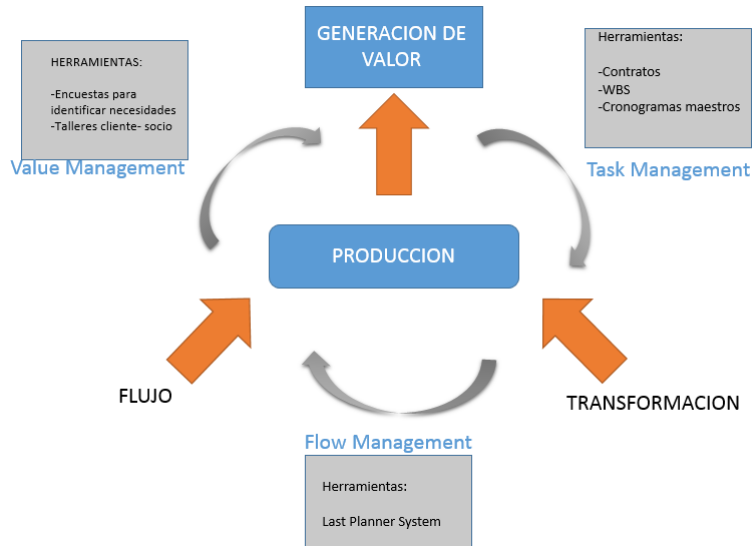 GENERACION DE
VALOR
HERRAMIENTAS:
-Encuestas para
identificar necesidades
-Talleres cliente- socio
Herramientas:
-Contratos
-WBS
-Cronogramas maestros
Value Management
Task Management
PRODUCCION
FLUJO
TRANSFORMACION
Flow Management
Herramientas:
Last Planner System